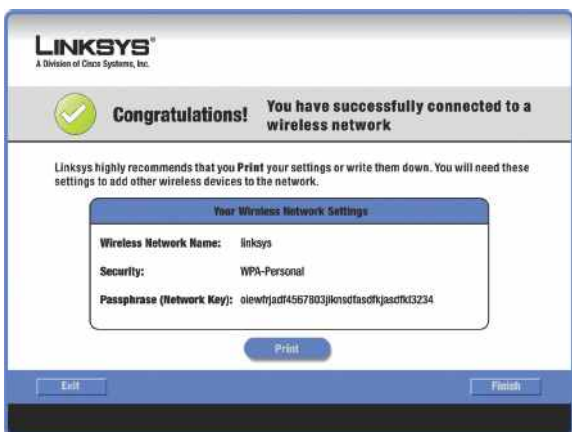 LINKSYS®
A Division of Cisco Systems, Inc.
Congratulations!
You have successfully connected to a
wireless network
Linksys highly recommends that you Print your settings or write them down. You will need these
settings to add other wireless devices to the network.
Your Wireless Network Settings
Wireless Network Name: linksys
Security: WPA-Personal
Passphrase (Network Key):
Print
Exit
Finish